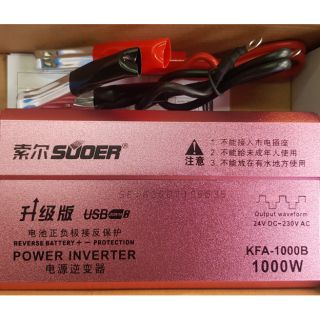 索尔 SUOER
注意
1. 不能接入市电插座
2. 不能给未成年人使用
3. 不能放在有水地方使用
升级版 USB
电池正负极接反保护
REVERSE BATTERY + - PROTECTION
POWER INVERTER
电源逆变器
Output waveform
24V DC~230V AC
KFA-1000B
1000W